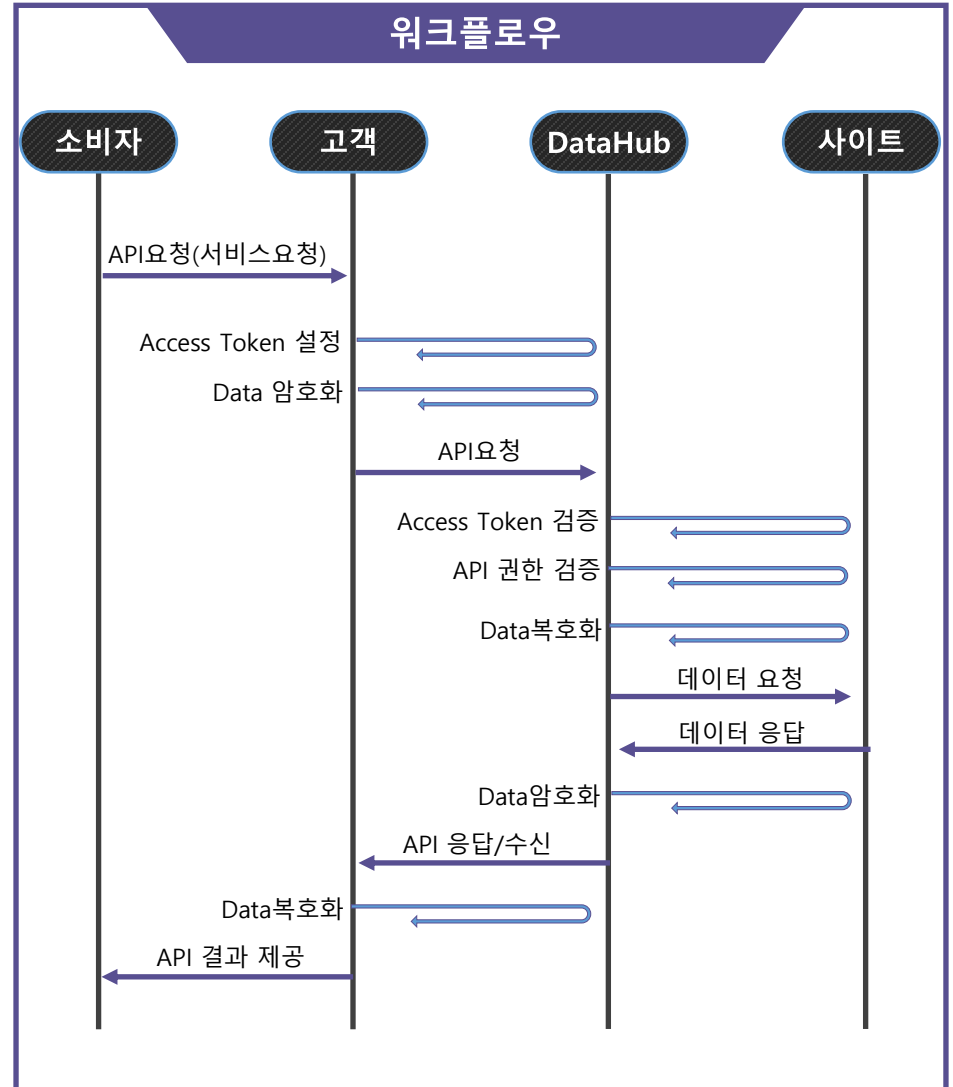 워크플로우
소비자
고객
DataHub
사이트
API요청(서비스요청)
Access Token 설정
Data 암호화
API요청
Access Token 검증
API 권한 검증
Data복호화
데이터 요청
데이터 응답
Data암호화
API 응답/수신
Data복호화
API 결과 제공